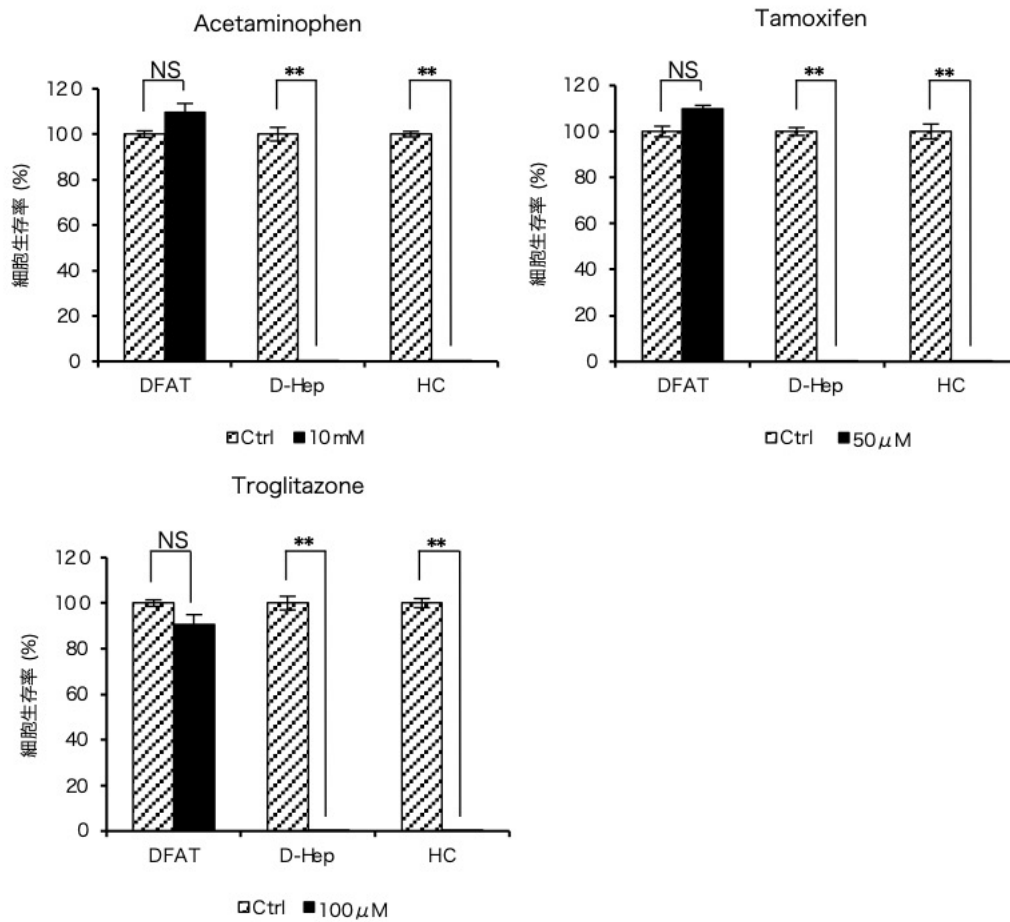 Acetaminophen
NS
**
**
120
100
80
60
40
20
0
細胞生存率 (%)
DFAT
D-Hep
HC
Ctrl
10mM
Tamoxifen
NS
**
**
120
100
80
60
40
20
0
細胞生存率 (%)
DFAT
D-Hep
HC
Ctrl
50μM
Troglitazone
NS
**
**
120
100
80
60
40
20
0
細胞生存率 (%)
DFAT
D-Hep
HC
Ctrl
100μM